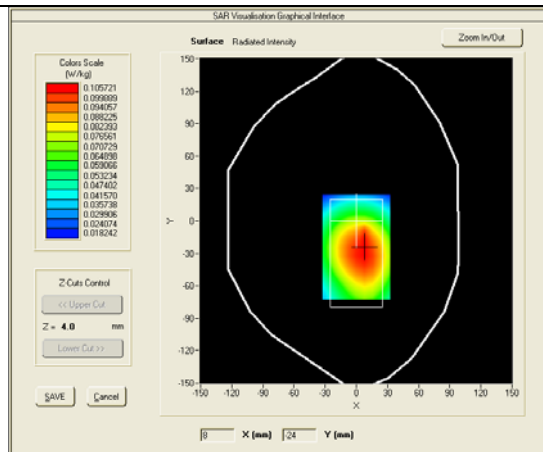 SAR Visualisation Graphical Interface
Surface Radiated Intensity
Zoom In/Out
Colors Scale
(W/kg)
0.105721
0.099889
0.094057
0.088225
0.082393
0.076561
0.070729
0.064898
0.059066
0.053234
0.047402
0.041570
0.035738
0.029906
0.024074
0.018242
150
120
90
60
30
0
-30
-60
-90
-120
-150
Y
-150 -120 -90 -60 -30 0 30 60 90 120 150
X
Z-Cuts Control
<< Upper Cut
Z = 4.0 mm
Lower Cut >>
SAVE Cancel
8 X (mm) -24 Y (mm)